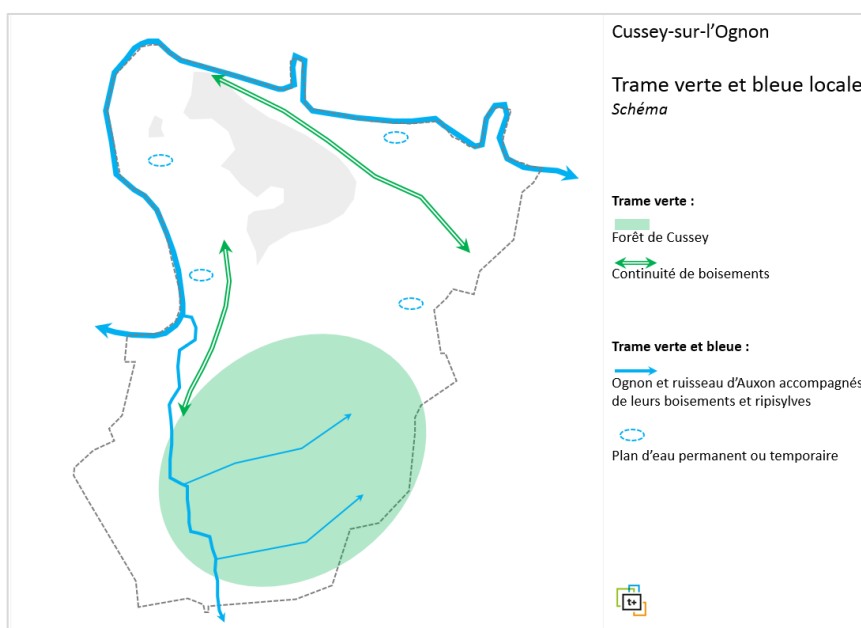 Cussey-sur-l'Ognon
Trame verte et bleue locale
Schéma
Trame verte :
Forêt de Cussey
Continuité de boisements
Trame verte et bleue :
Ognon et ruisseau d'Auxon accompagnés
de leurs boisements et ripisylves
Plan d'eau permanent ou temporaire
t+